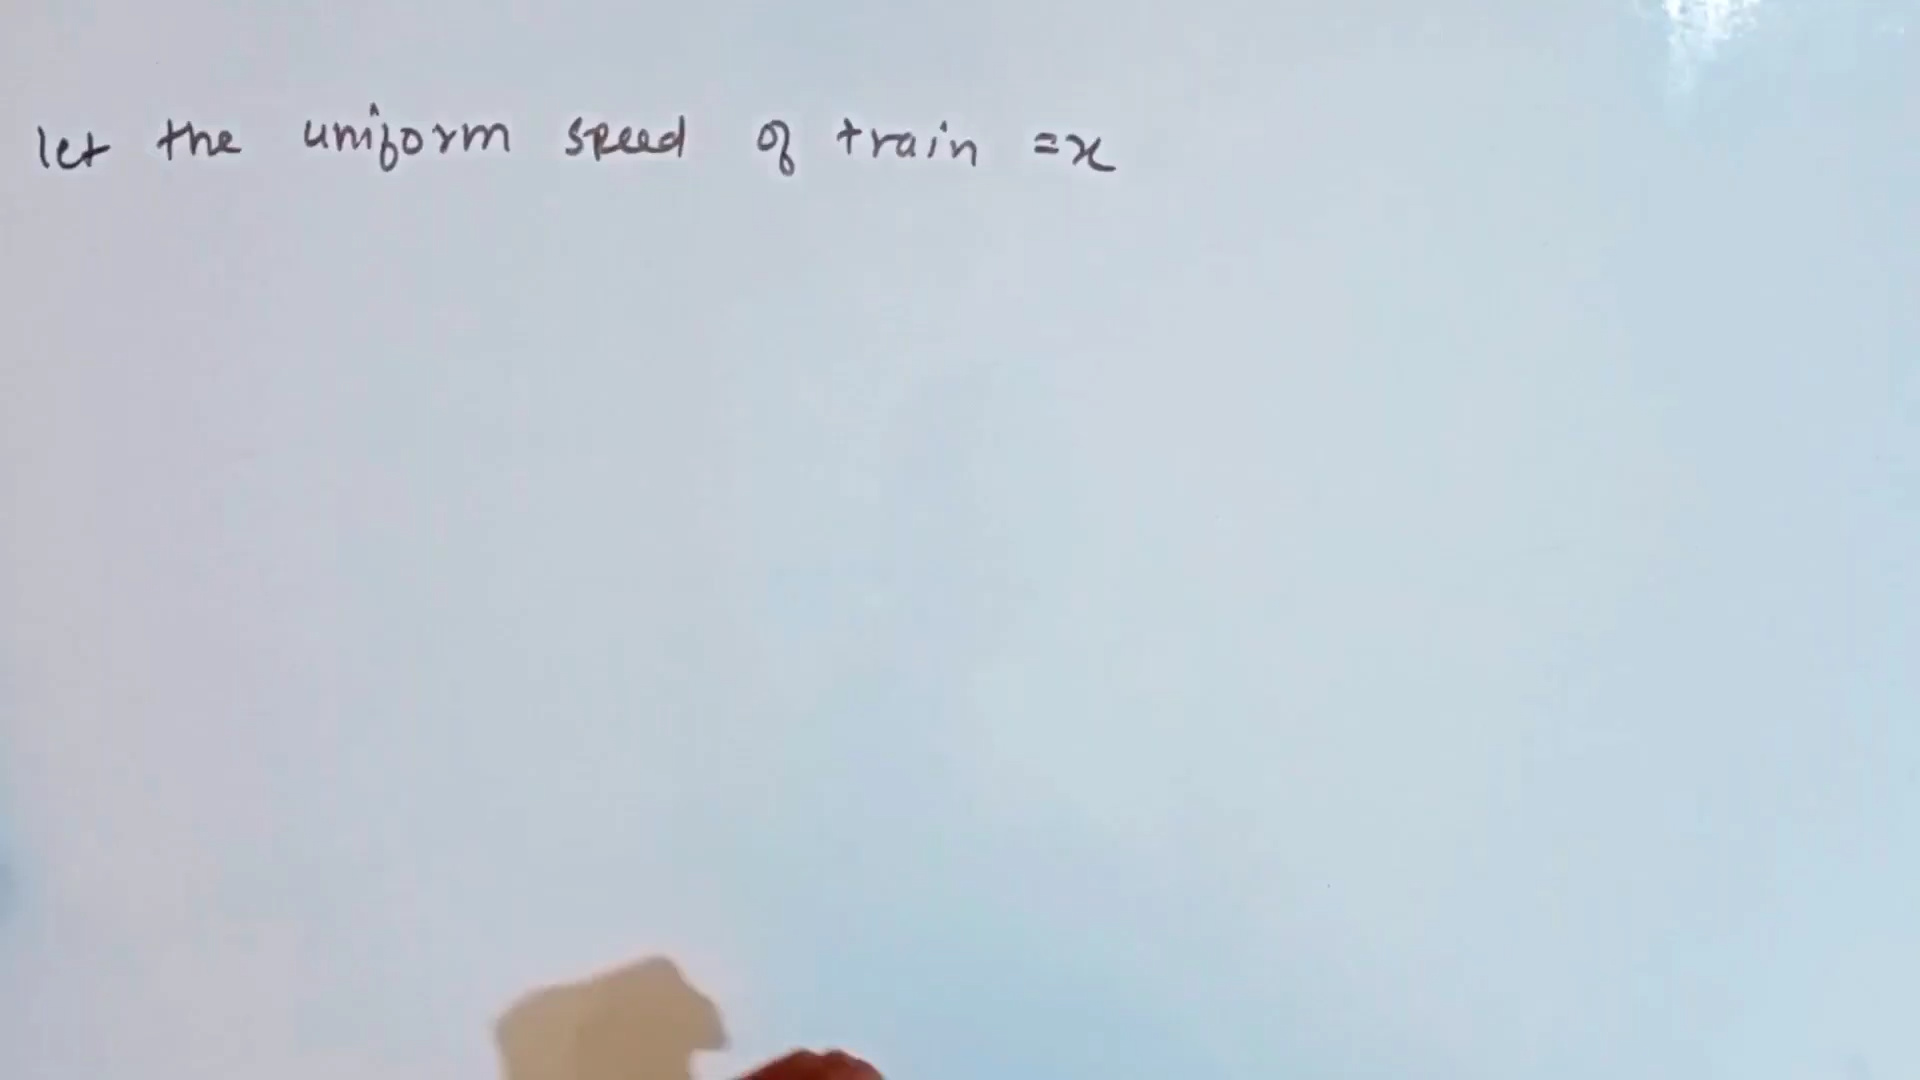 let the uniform speed of train =x